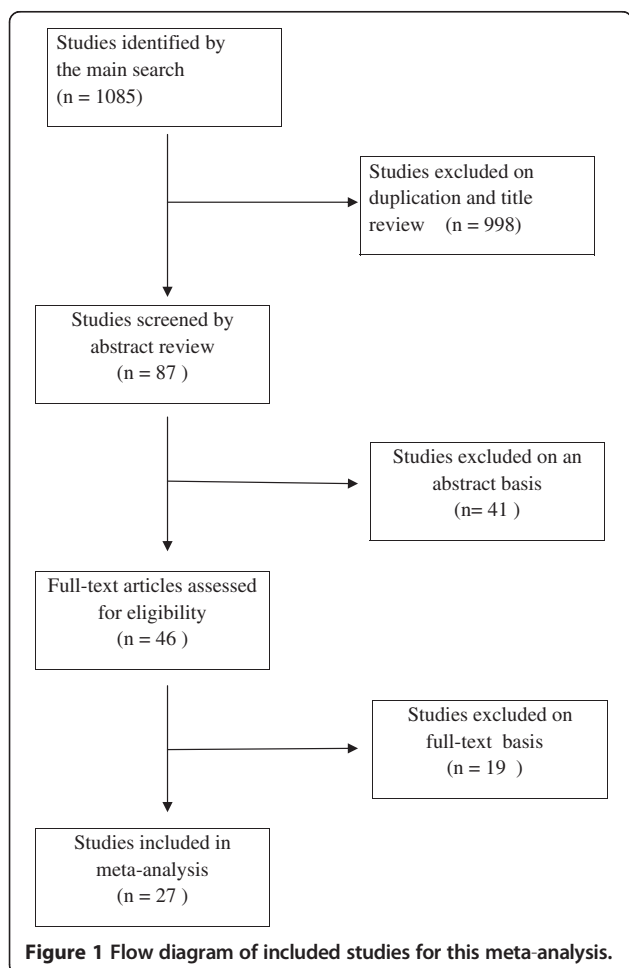 Studies identified by
the main search
(n = 1085)
Studies excluded on
duplication and title
review (n = 998)
Studies screened by
abstract review
(n = 87 )
Studies excluded on an
abstract basis
(n= 41 )
Full-text articles assessed
for eligibility
(n = 46 )
Studies excluded on
full-text basis
(n = 19 )
Studies included in
meta-analysis
(n = 27 )
Figure 1 Flow diagram of included studies for this meta-analysis.